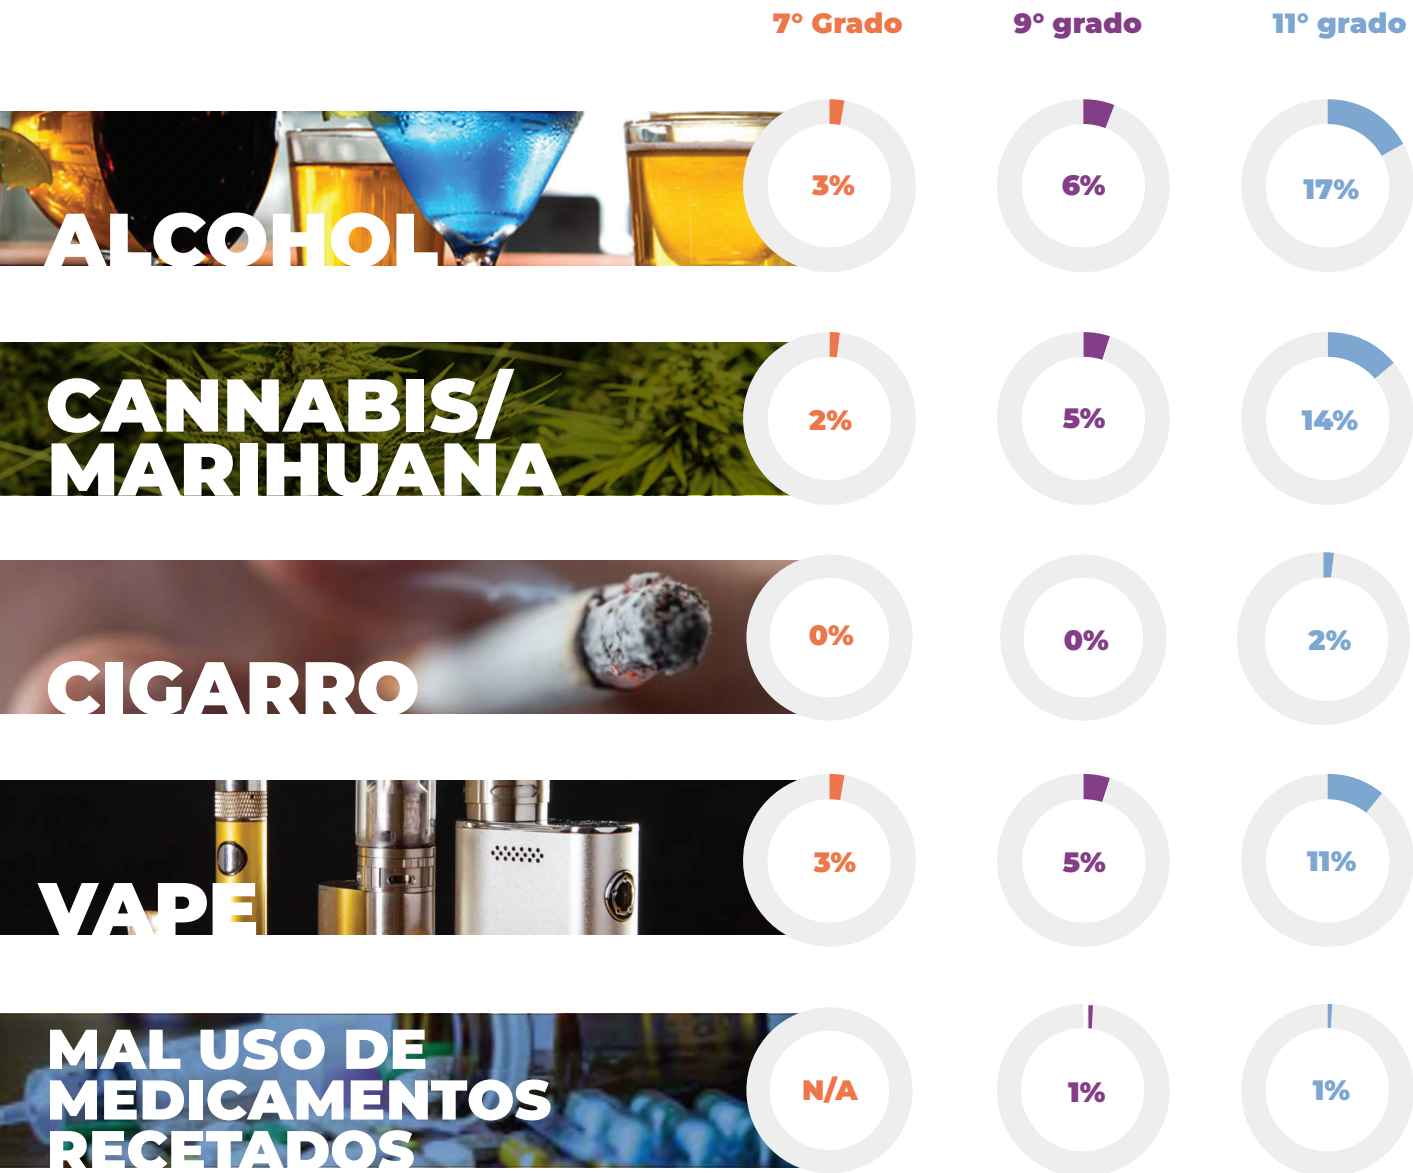 7° Grado 9° grado 11° grado
ALCOHOL 3% 6% 17%
CANNABIS/
MARIHUANA 2% 5% 14%
CIGARRO 0% 0% 2%
VAPE 3% 5% 11%
MAL USO DE
MEDICAMENTOS N/A 1% 1%
RECETADOS